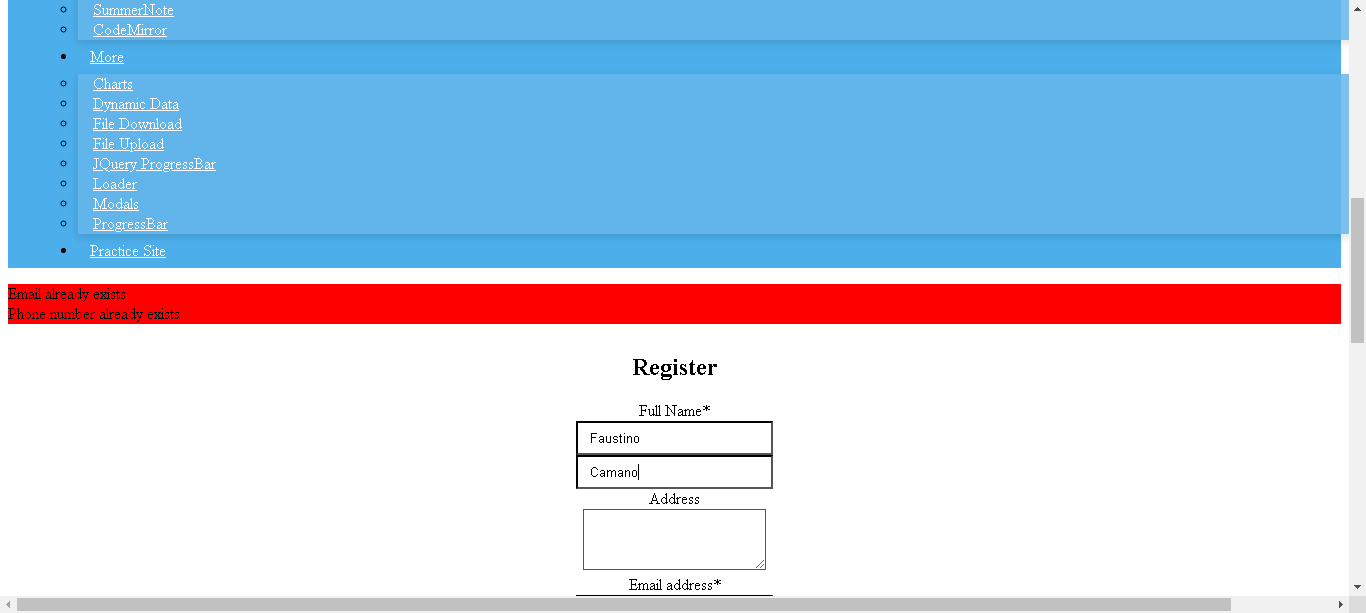 SummerNote
CodeMirror
More
Charts
Dynamic Data
File Download
File Upload
JQuery ProgressBar
Loader
Modals
ProgressBar
Practice Site
Email already exists
Phone number already exists
Register
Full Name*
Faustino
Camano
Address
Email address*